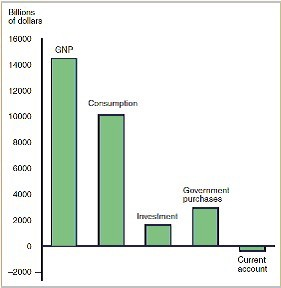 Billions
of dollars
16000
14000
12000
10000
8000
6000
4000
2000
0
–2000
GNP
Consumption
Investment
Government
purchases
Current
account